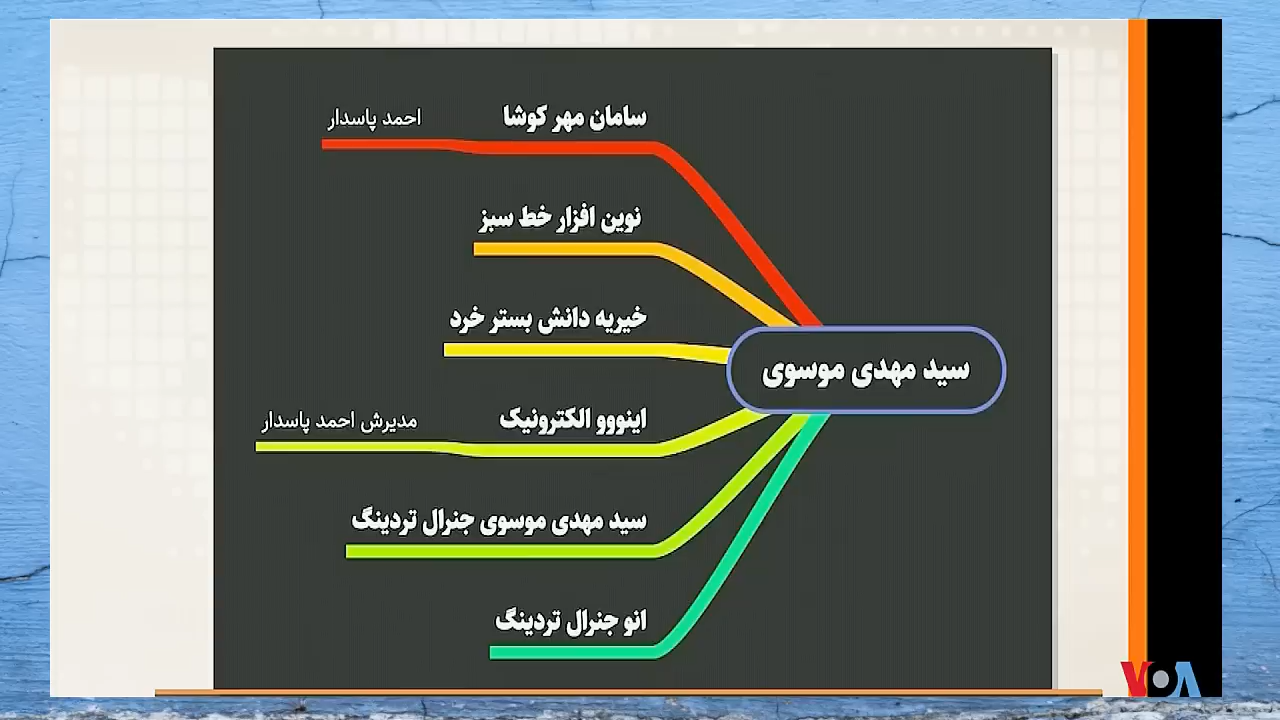 سامان مهر کوشا احمد پاسدار
نوین افزار خط سبز
خیریه دانش بستر خرد
سید مهدی موسوی
اینووو الکترونیک مدیرش احمد پاسدار
سید مهدی موسوی جنرال تردینگ
انو جنرال تردینگ
VOA